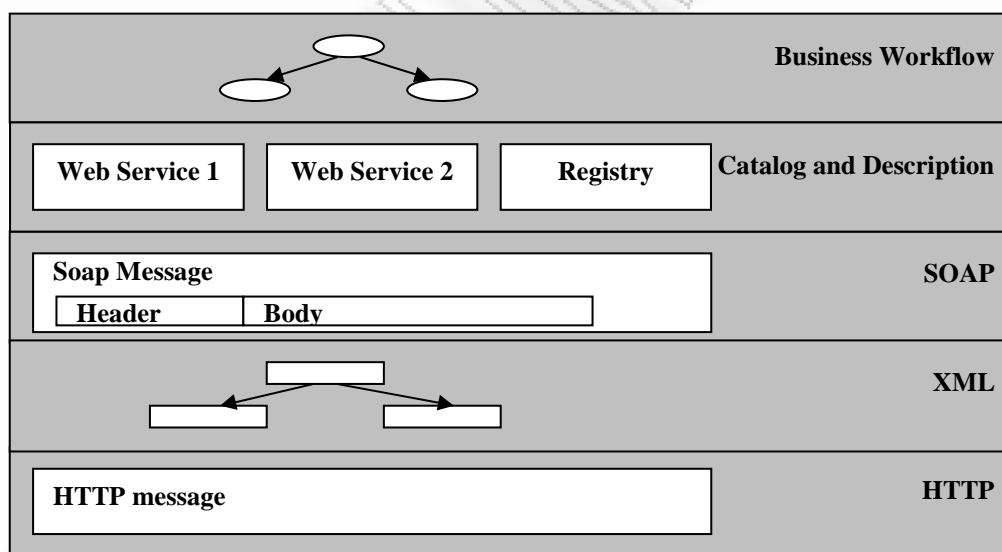 Business Workflow
Web Service 1 Web Service 2 Registry Catalog and Description
Soap Message SOAP
Header Body
XML
HTTP message HTTP